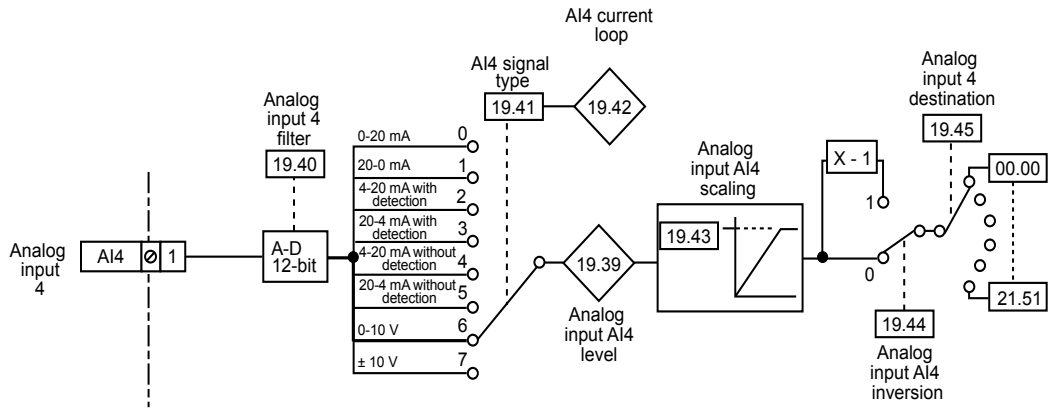 AI4 current
loop
19.42
AI4 signal
type
19.41
Analog
input 4
filter
19.40
Analog
input
4
AI4
1
A-D
12-bit
0-20 mA
0
20-0 mA
1
4-20 mA with
detection
2
20-4 mA with
detection
3
4-20 mA without
detection
4
20-4 mA without
detection
5
0-10 V
6
± 10 V
7
19.39
Analog
input AI4
level
Analog
input AI4
scaling
19.43
X - 1
1
0
19.44
Analog
input AI4
inversion
Analog
input 4
destination
19.45
00.00
21.51